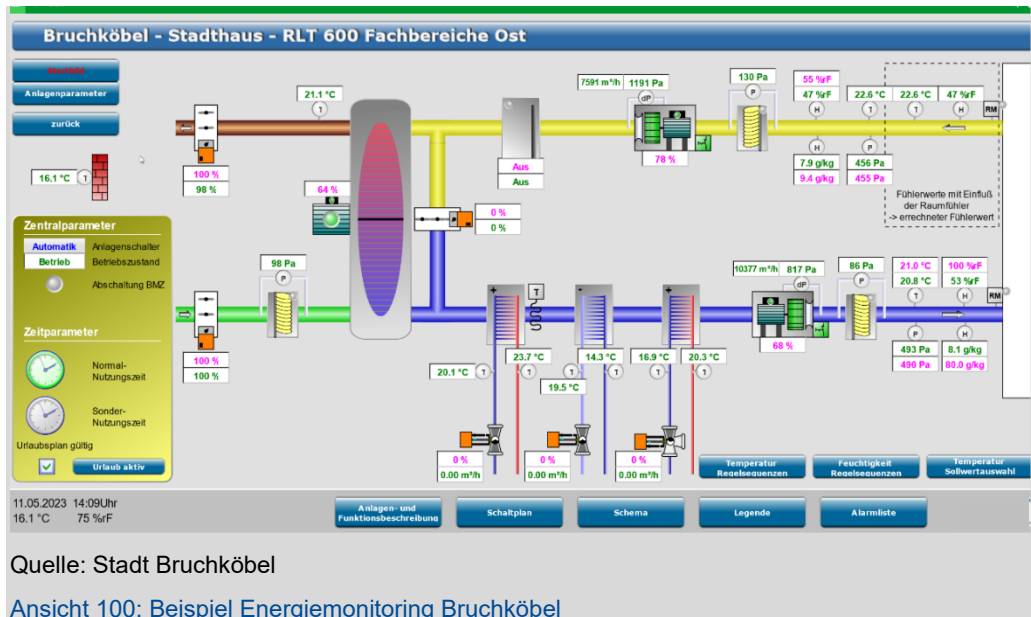 Bruchköbel - Stadthaus - RLT 600 Fachbereiche Ost
Startbild
Anlagenparameter
zurück
16.1 °C T
21.1 °C
T
100 %
98 %
64 %
Aus
Aus
0 %
0 %
7591 m³/h 1191 Pa
dP
78 %
130 Pa
P
55 %rF
47 %rF 22.6 °C 22.6 °C 47 %rF
H T T H RM
H P
7.9 g/kg 456 Pa
9.4 g/kg 455 Pa
Fühlerwerte mit Einfluß
der Raumfühler
-> errechneter Fühlerwert
Zentralparameter
Automatik Anlagenschalter
Betrieb Betriebszustand
Abschaltung BMZ
Zeitparameter
Normal-
Nutzungszeit
Sonder-
Nutzungszeit
Urlaubsplan gültig
Urlaub aktiv
98 Pa
P
100 %
100 %
+ T - +
23.7 °C 14.3 °C 16.9 °C 20.3 °C
20.1 °C T T T T
19.5 °C
0 % 0 % 0 %
0.00 m³/h 0.00 m³/h 0.00 m³/h
10377 m³/h 817 Pa
dP
68 %
86 Pa
P
21.0 °C 100 %rF
20.8 °C 53 %rF
T H RM
P H
493 Pa 8.1 g/kg
490 Pa 80.0 g/kg
Temperatur
Regelsequenzen
Feuchtigkeit
Regelsequenzen
Temperatur
Sollwertauswahl
11.05.2023 14:09Uhr
16.1 °C 75 %rF
Anlagen- und
Funktionsbeschreibung
Schaltplan
Schema
Legende
Alarmliste
Quelle: Stadt Bruchköbel
Ansicht 100: Beispiel Energiemonitoring Bruchköbel